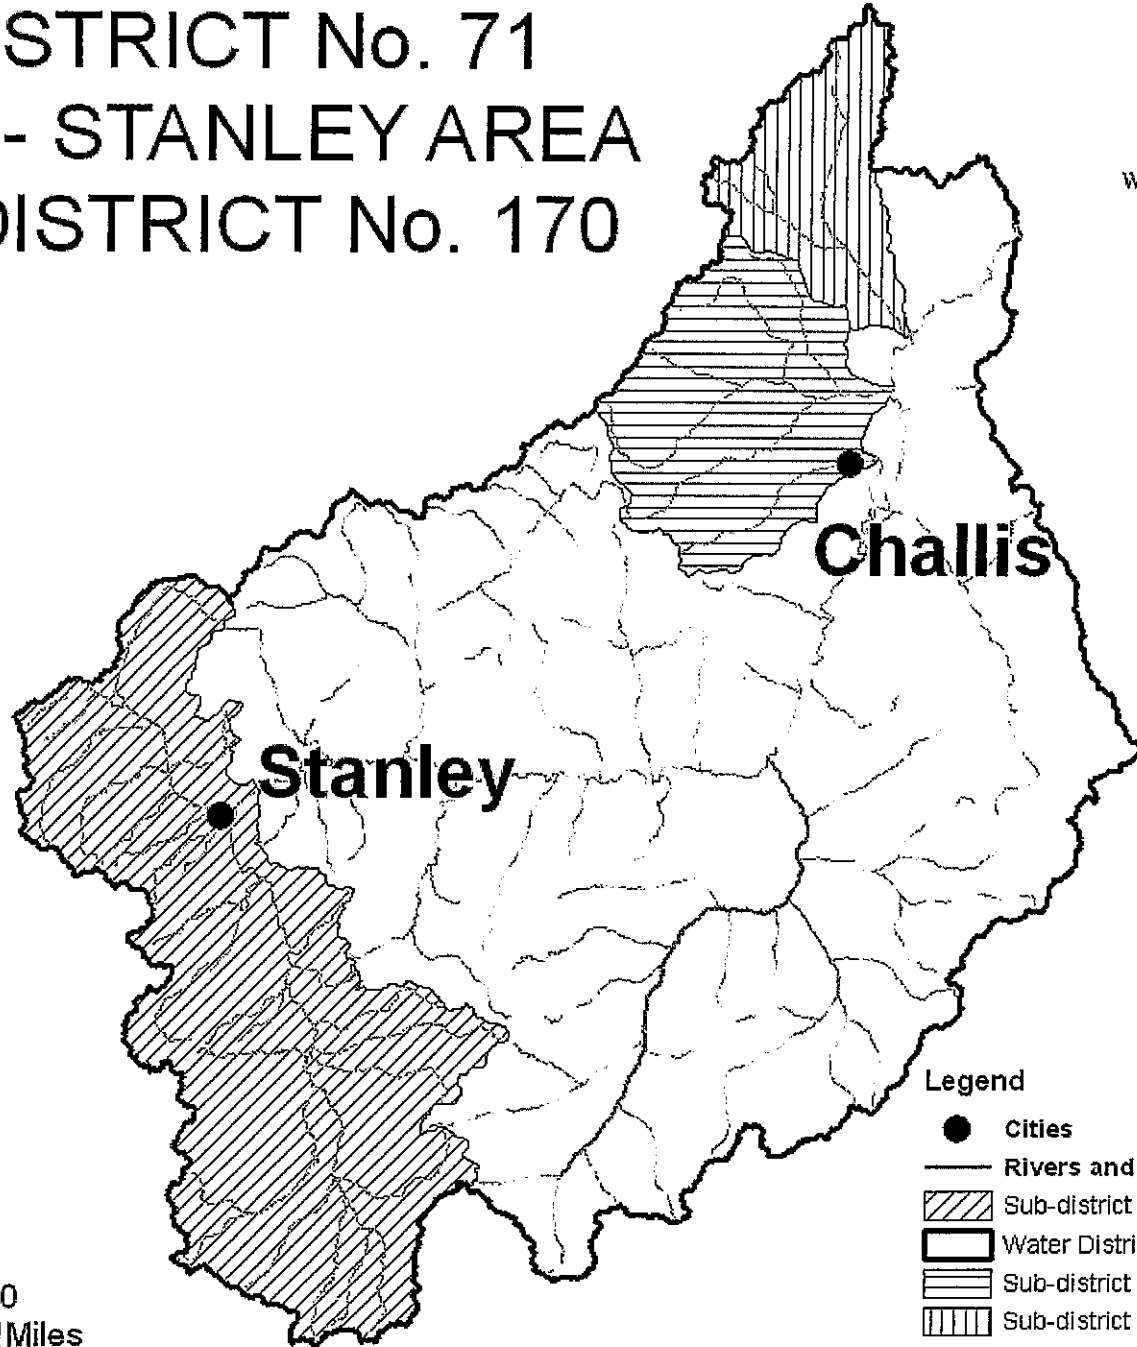 STRICT No. 71
- STANLEY AREA
DISTRICT No. 170
W
Challis
Stanley
Legend
Cities
Rivers and
Sub-district
Water Distri
Sub-district
Sub-district
0
Miles